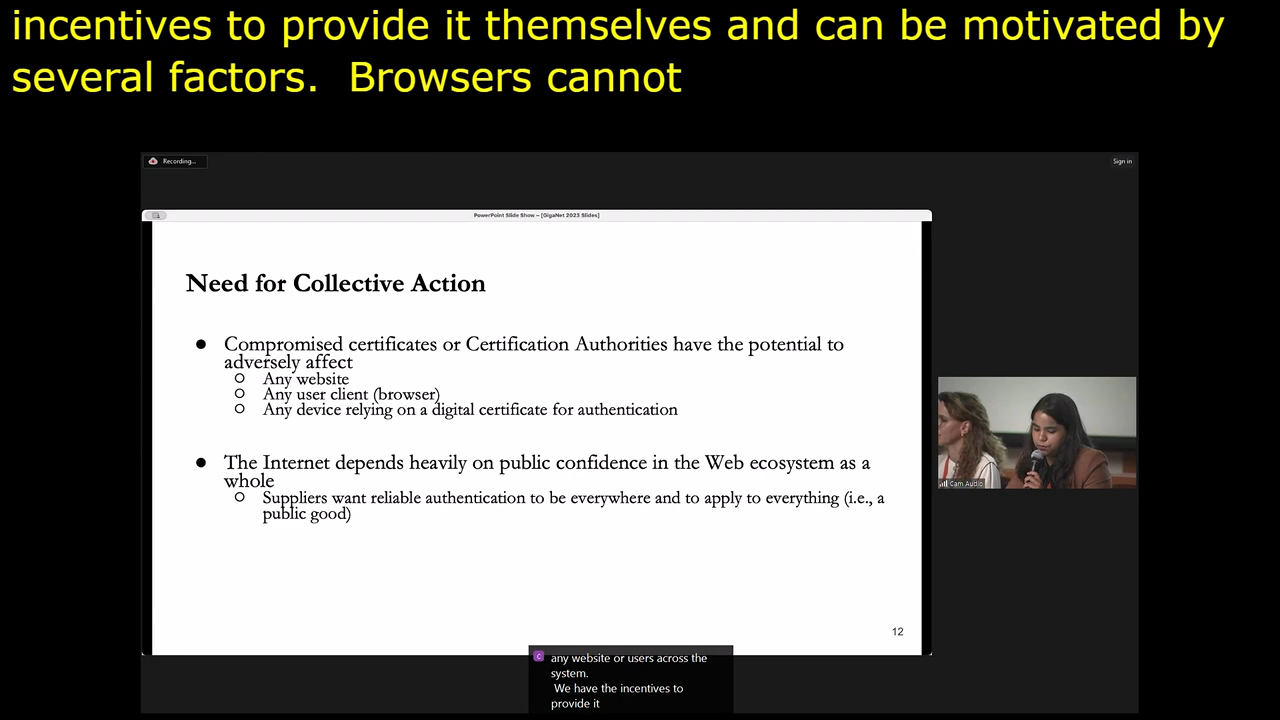 incentives to provide it themselves and can be motivated by
several factors.  Browsers cannot
Recording...
Sign in
PowerPoint Slide Show – [GigaNet 2023 Slides]
Need for Collective Action
● Compromised certificates or Certification Authorities have the potential to
adversely affect
○ Any website
○ Any user client (browser)
○ Any device relying on a digital certificate for authentication
● The Internet depends heavily on public confidence in the Web ecosystem as a
whole
○ Suppliers want reliable authentication to be everywhere and to apply to everything (i.e., a
public good)
12
Cam Audio
C any website or users across the
system.
We have the incentives to
provide it